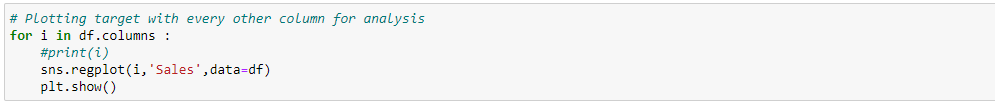 # Plotting target with every other column for analysis
for i in df.columns :
    #print(i)
    sns.regplot(i,'Sales',data=df)
    plt.show()